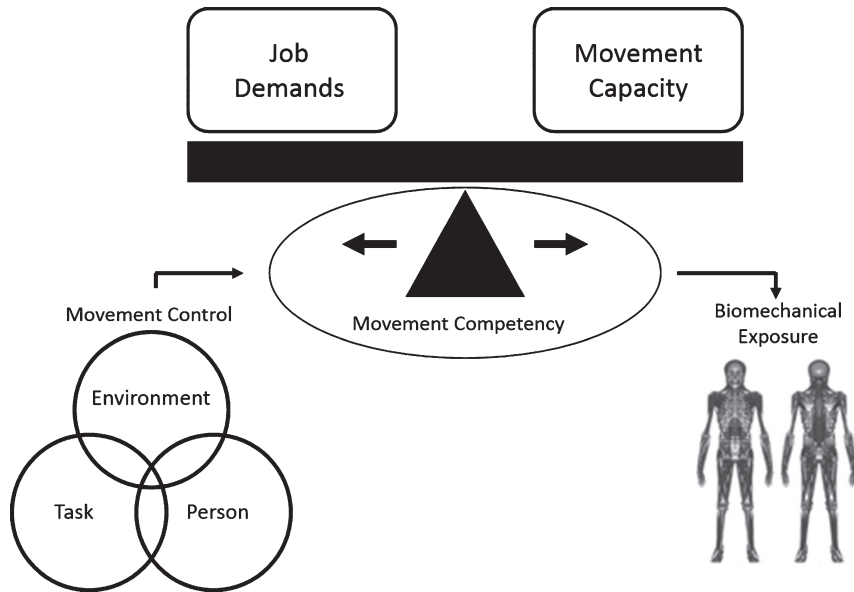 Job
Demands
Movement
Capacity
Movement Competency
Movement Control
Environment
Task
Person
Biomechanical
Exposure